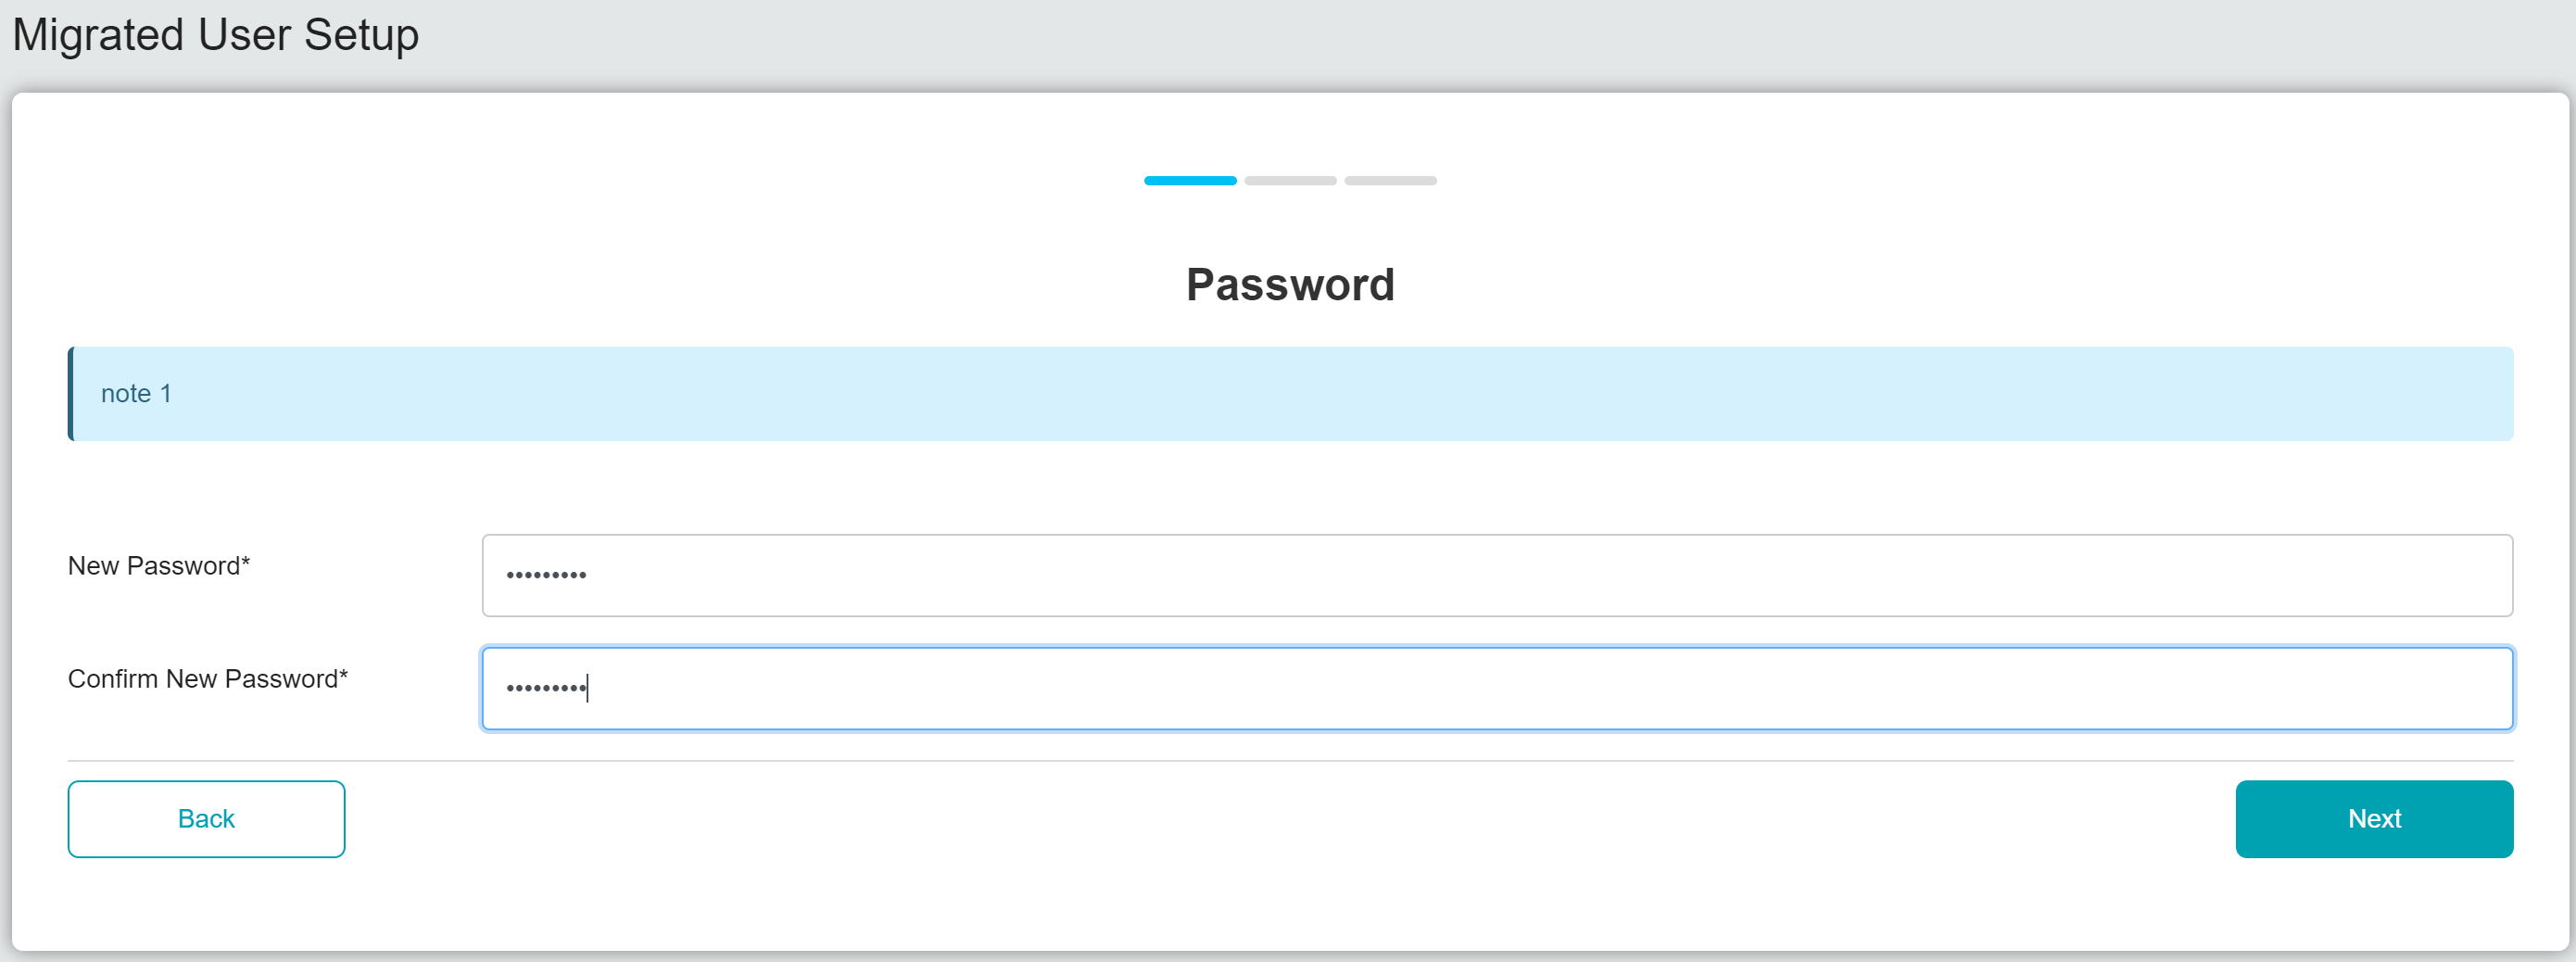 Migrated User Setup
Password
note 1
New Password*
•••••••••
Confirm New Password*
•••••••••
Back
Next